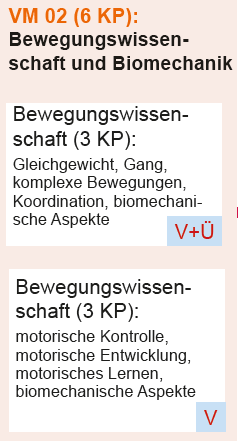 VM 02 (6 KP):
Bewegungswissen-
schaft und Biomechanik
Bewegungswissen-
schaft (3 KP):
Gleichgewicht, Gang,
komplexe Bewegungen,
Koordination, biomechani-
sche Aspekte
V+Ü
Bewegungswissen-
schaft (3 KP):
motorische Kontrolle,
motorische Entwicklung,
motorisches Lernen,
biomechanische Aspekte
V